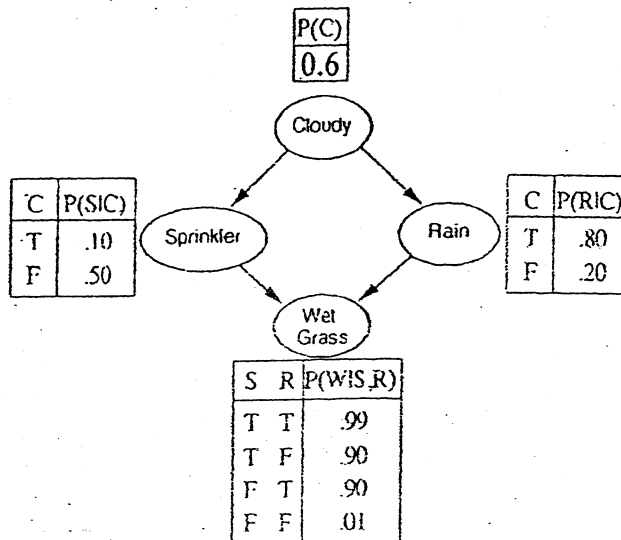 P(C)
0.6
Cloudy
C P(S|C)
T .10
F .50
Sprinkler
Rain
C P(R|C)
T .80
F .20
Wet
Grass
S R P(W|S,R)
T T .99
T F .90
F T .90
F F .01